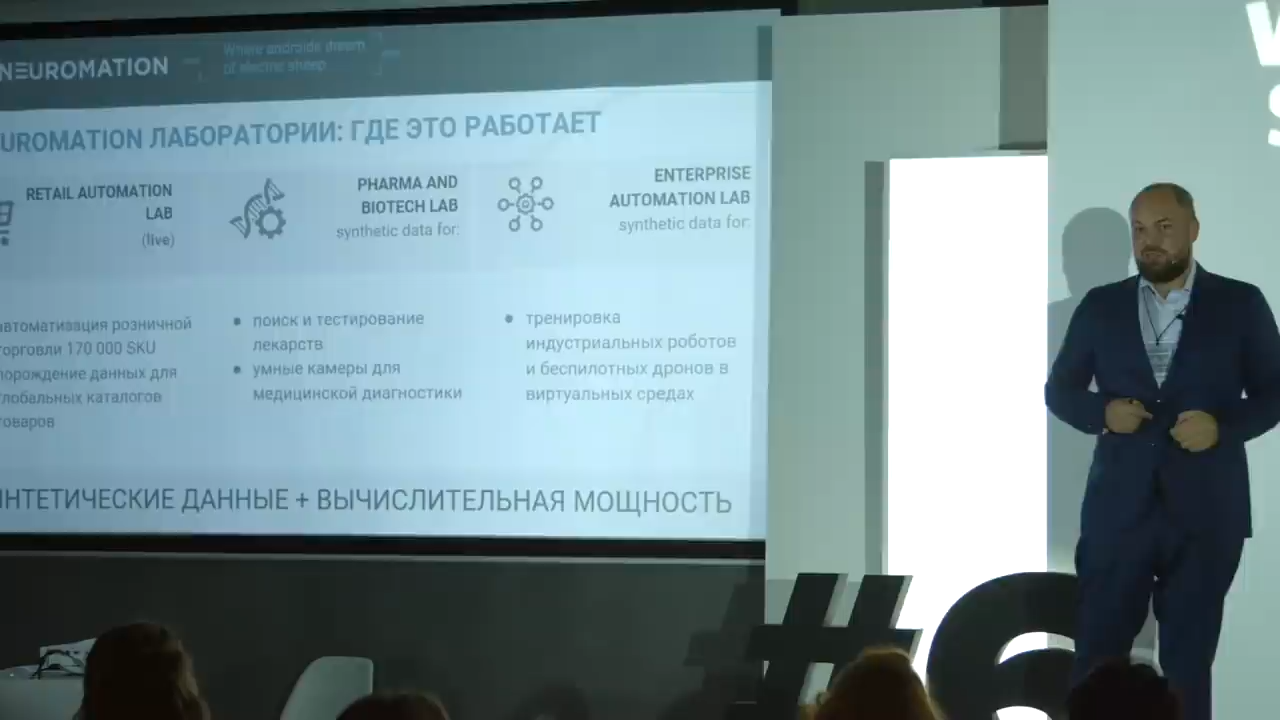 NEUROMATION
Where androids dream
of electric sheep
UROMATION ЛАБОРАТОРИИ: ГДЕ ЭТО РАБОТАЕТ
RETAIL AUTOMATION
LAB
(live)
автоматизация розничной
торговли 170 000 SKU
порождение данных для
глобальных каталогов
товаров
PHARMA AND
BIOTECH LAB
synthetic data for:
поиск и тестирование
лекарств
умные камеры для
медицинской диагностики
ENTERPRISE
AUTOMATION LAB
synthetic data for:
тренировка
индустриальных роботов
и беспилотных дронов в
виртуальных средах
ИНТЕТИЧЕСКИЕ ДАННЫЕ + ВЫЧИСЛИТЕЛЬНАЯ МОЩНОСТЬ
W
S
#6